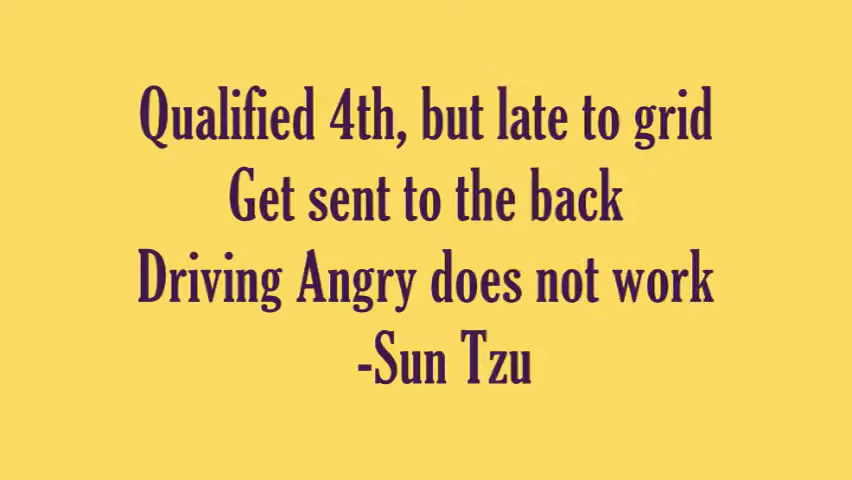 Qualified 4th, but late to grid
Get sent to the back
Driving Angry does not work
-Sun Tzu